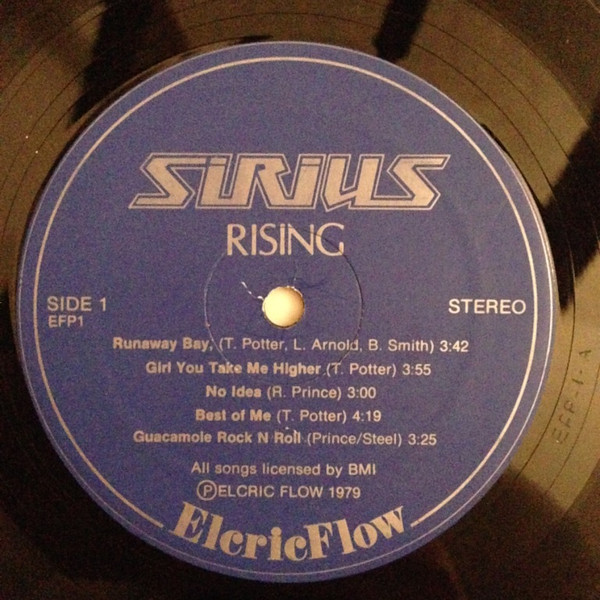 SIRIUS
RISING
SIDE 1
EFP1
STEREO
Runaway Bay, (T. Potter, L. Arnold, B. Smith) 3:42
Girl You Take Me Higher (T. Potter) 3:55
No Idea (R. Prince) 3:00
Best of Me (T. Potter) 4:19
Guacamole Rock N Roll (Prince/Steel) 3:25
All songs licensed by BMI
ⓅELCRIC FLOW 1979
ElcricFlow
EFP-1-A